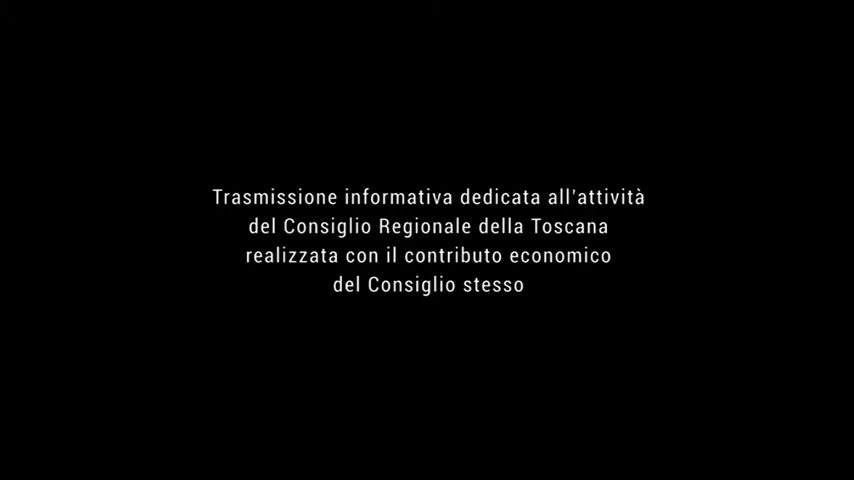 Trasmissione informativa dedicata all'attività
del Consiglio Regionale della Toscana
realizzata con il contributo economico
del Consiglio stesso